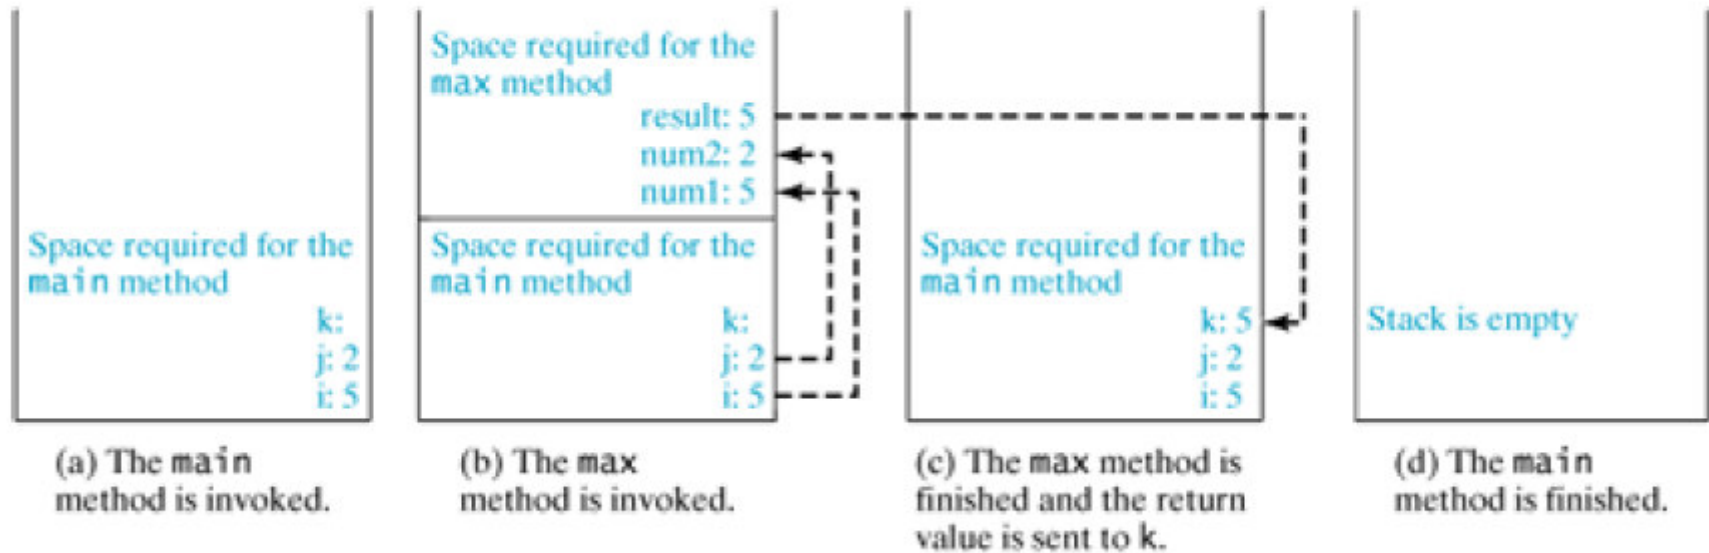 Space required for the
main method
k:
j: 2
i: 5
(a) The main
method is invoked.
Space required for the
max method
result: 5
num2: 2
num1: 5
Space required for the
main method
k:
j: 2
i: 5
(b) The max
method is invoked.
Space required for the
main method
k: 5
j: 2
i: 5
(c) The max method is
finished and the return
value is sent to k.
Stack is empty
(d) The main
method is finished.